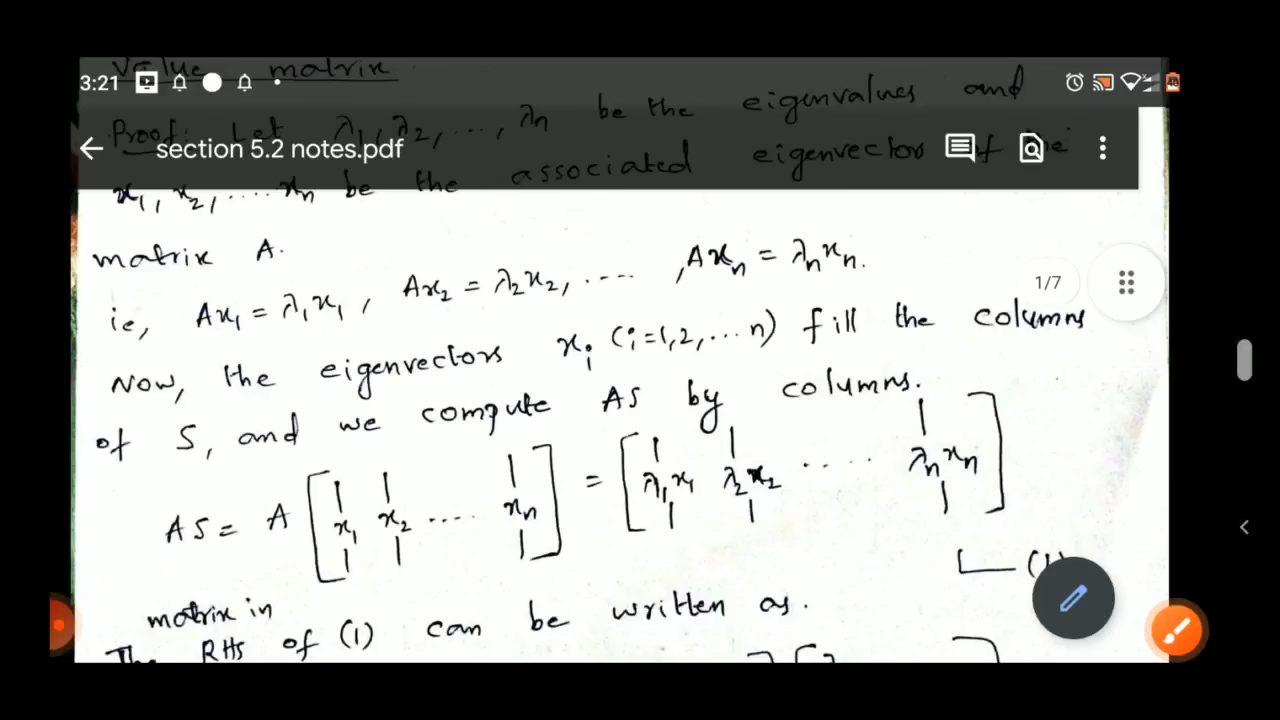 value matrix.
3:21
Proof: Let λ1, λ2, ..., λn be the eigenvalues and
section 5.2 notes.pdf
x1, x2, .... xn be the associated eigenvectors of the
matrix A.
ie, Ax1 = λ1x1, Ax2 = λ2x2, ..... , Axn = λnxn.
1/7
Now, the eigenvectors xi (i=1,2,...n) fill the columns
of S, and we compute AS by columns.
AS = A [ x1 x2 .... xn ] = [ λ1x1 λ2x2 .... λnxn ]
(1)
matrix in
The RHS of (1) can be written as.